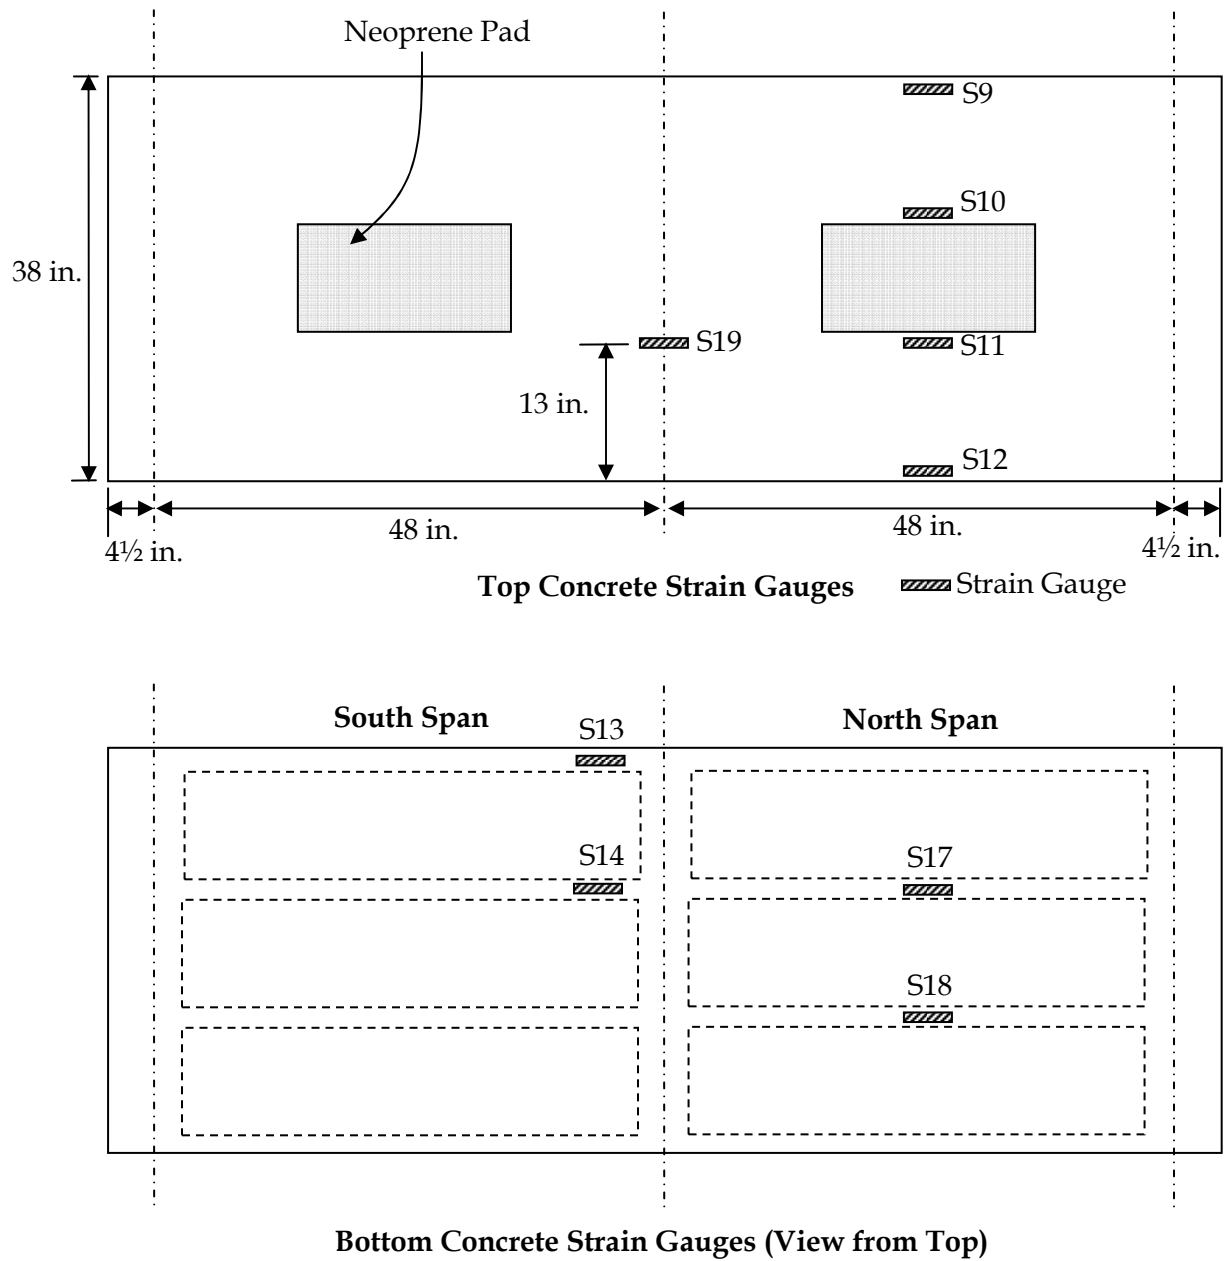 Neoprene Pad
S9
S10
38 in.
S19
S11
13 in.
S12
48 in.
48 in.
4½ in.
4½ in.
Top Concrete Strain Gauges
Strain Gauge
South Span
North Span
S13
S14
S17
S18
Bottom Concrete Strain Gauges (View from Top)